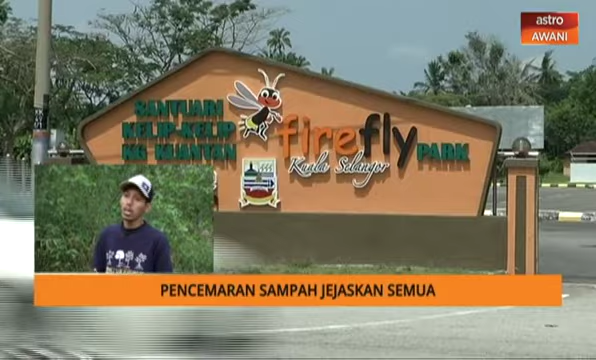 astro
AWANI
SANTUARI
KELIP-KELIP
KG KUANTAN
firefly PARK
Kuala Selangor
PENCEMARAN SAMPAH JEJASKAN SEMUA